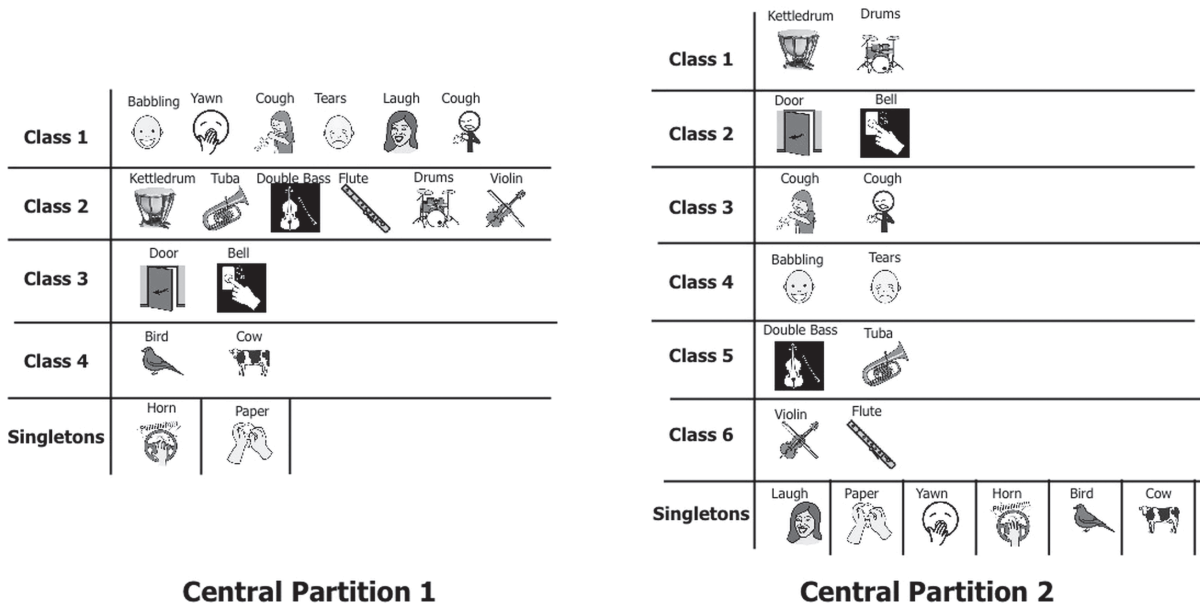 Babbling Yawn Cough Tears Laugh Cough
Class 1
Kettledrum Tuba Double Bass Flute Drums Violin
Class 2
Door Bell
Class 3
Bird Cow
Class 4
Horn Paper
Singletons
Central Partition 1
Kettledrum Drums
Class 1
Door Bell
Class 2
Cough Cough
Class 3
Babbling Tears
Class 4
Double Bass Tuba
Class 5
Violin Flute
Class 6
Laugh Paper Yawn Horn Bird Cow
Singletons
Central Partition 2